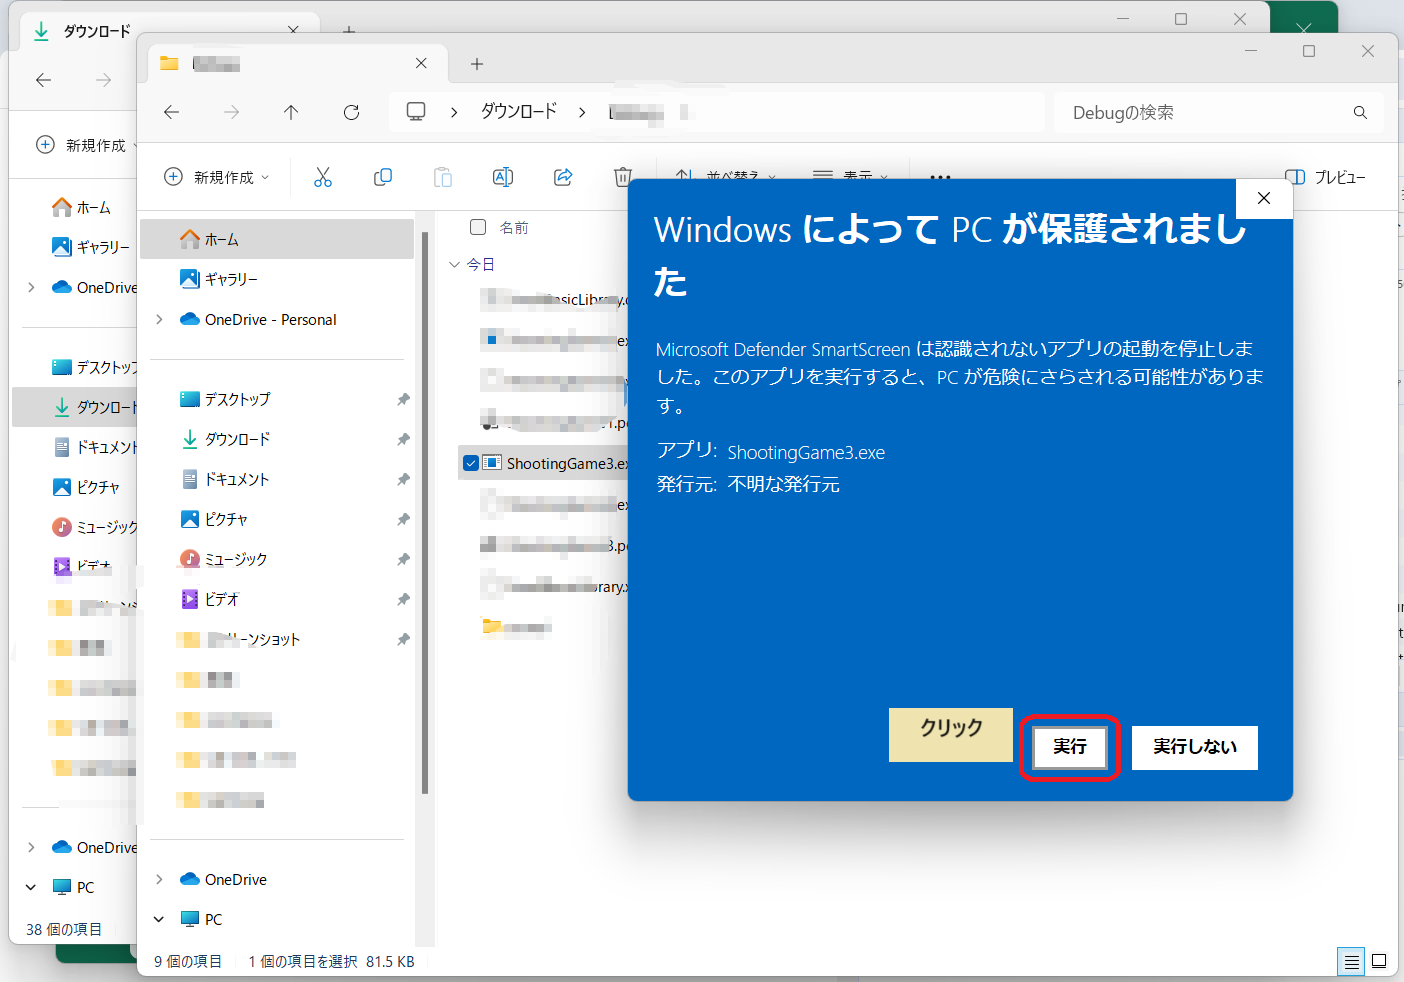 ダウンロード
新規作成
ホーム
ギャラリー
OneDrive
デスクトップ
ダウンロード
ドキュメント
ピクチャ
ミュージック
ビデオ
OneDrive
PC
38 個の項目
ダウンロード
Debugの検索
新規作成
並べ替え
表示
プレビュー
ホーム
ギャラリー
OneDrive - Personal
デスクトップ
ダウンロード
ドキュメント
ピクチャ
ミュージック
ビデオ
ーンショット
OneDrive
PC
名前
今日
ShootingGame3.ex
9 個の項目
1 個の項目を選択 81.5 KB
Windows によって PC が保護されまし
た
Microsoft Defender SmartScreen は認識されないアプリの起動を停止しま
した。このアプリを実行すると、PC が危険にさらされる可能性がありま
す。
アプリ: ShootingGame3.exe
発行元: 不明な発行元
クリック
実行
実行しない